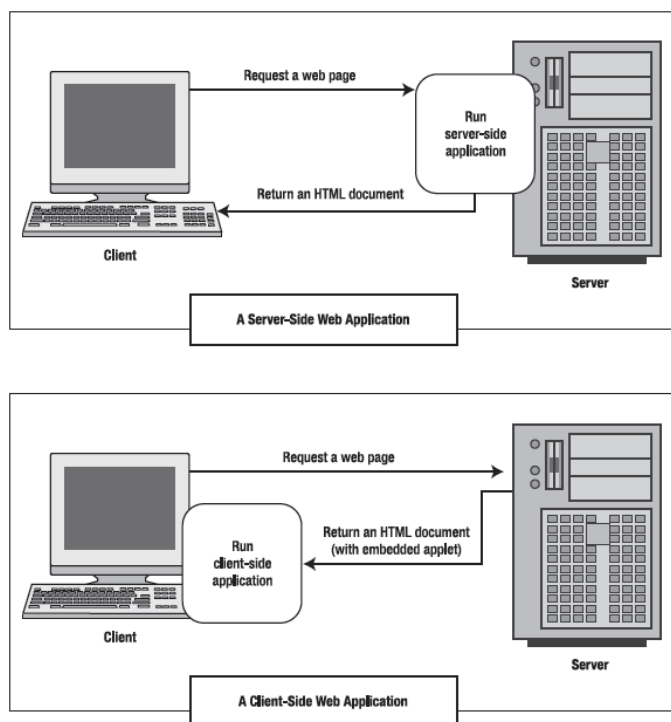 Request a web page
Run
server-side
application
Return an HTML document
Client
Server
A Server-Side Web Application
Request a web page
Return an HTML document
(with embedded applet)
Run
client-side
application
Client
Server
A Client-Side Web Application